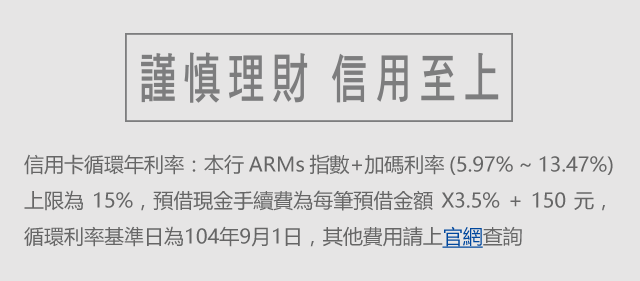 謹慎理財 信用至上
信用卡循環年利率：本行 ARMs 指數+加碼利率 (5.97% ~ 13.47%)
上限為 15%，預借現金手續費為每筆預借金額 X3.5% + 150 元，
循環利率基準日為104年9月1日，其他費用請上官網查詢